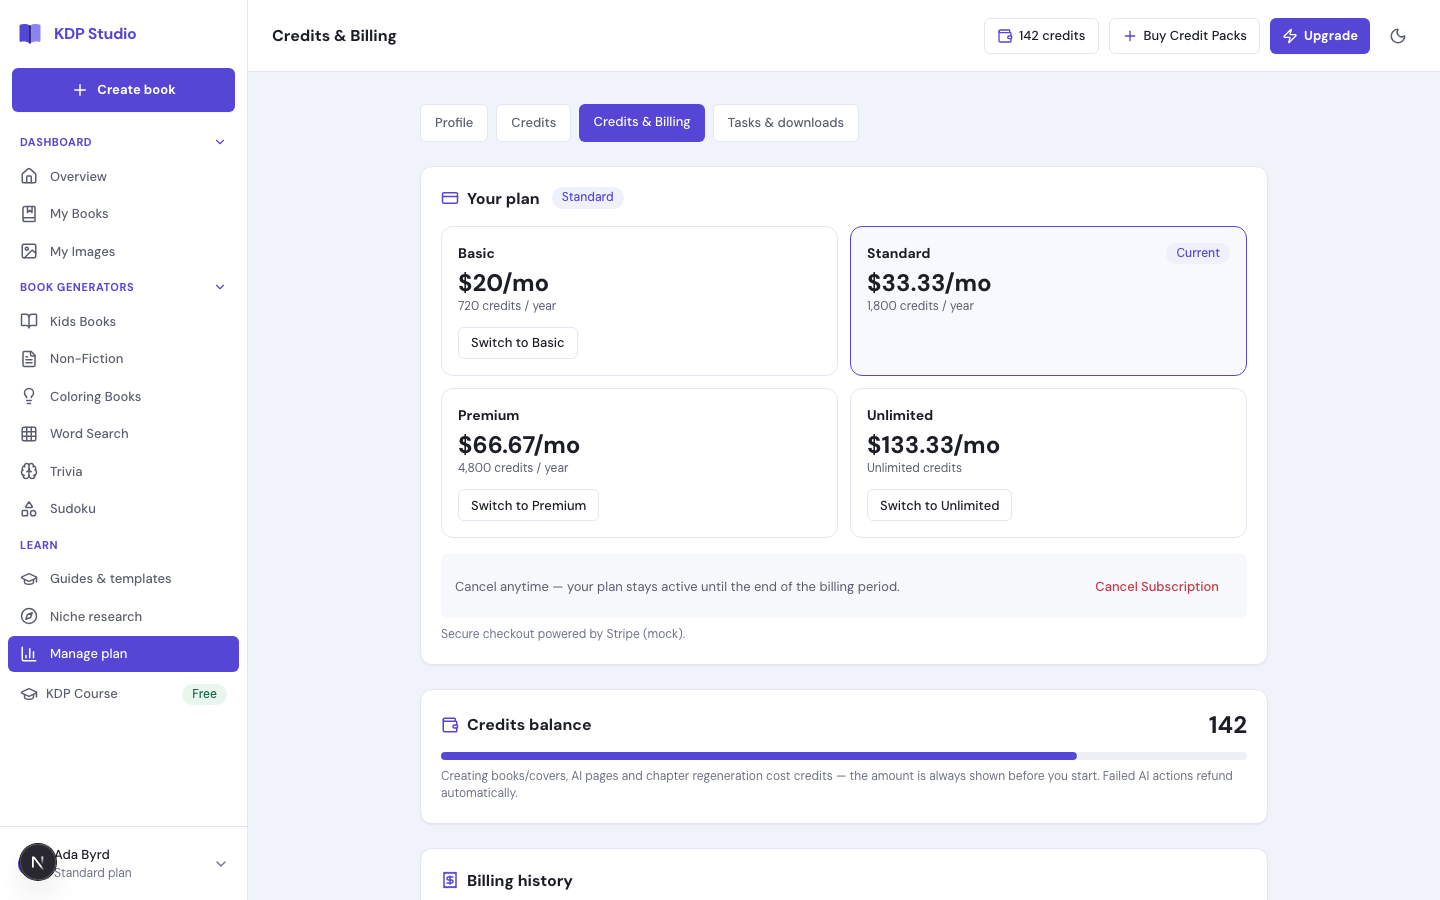 KDP Studio
Create book
DASHBOARD
Overview
My Books
My Images
BOOK GENERATORS
Kids Books
Non-Fiction
Coloring Books
Word Search
Trivia
Sudoku
LEARN
Guides & templates
Niche research
Manage plan
KDP Course Free
N Ada Byrd
Standard plan
Credits & Billing
142 credits
Buy Credit Packs
Upgrade
Profile
Credits
Credits & Billing
Tasks & downloads
Your plan Standard
Basic
$20/mo
720 credits / year
Switch to Basic
Standard Current
$33.33/mo
1,800 credits / year
Premium
$66.67/mo
4,800 credits / year
Switch to Premium
Unlimited
$133.33/mo
Unlimited credits
Switch to Unlimited
Cancel anytime — your plan stays active until the end of the billing period. Cancel Subscription
Secure checkout powered by Stripe (mock).
Credits balance 142
Creating books/covers, AI pages and chapter regeneration cost credits — the amount is always shown before you start. Failed AI actions refund
automatically.
Billing history